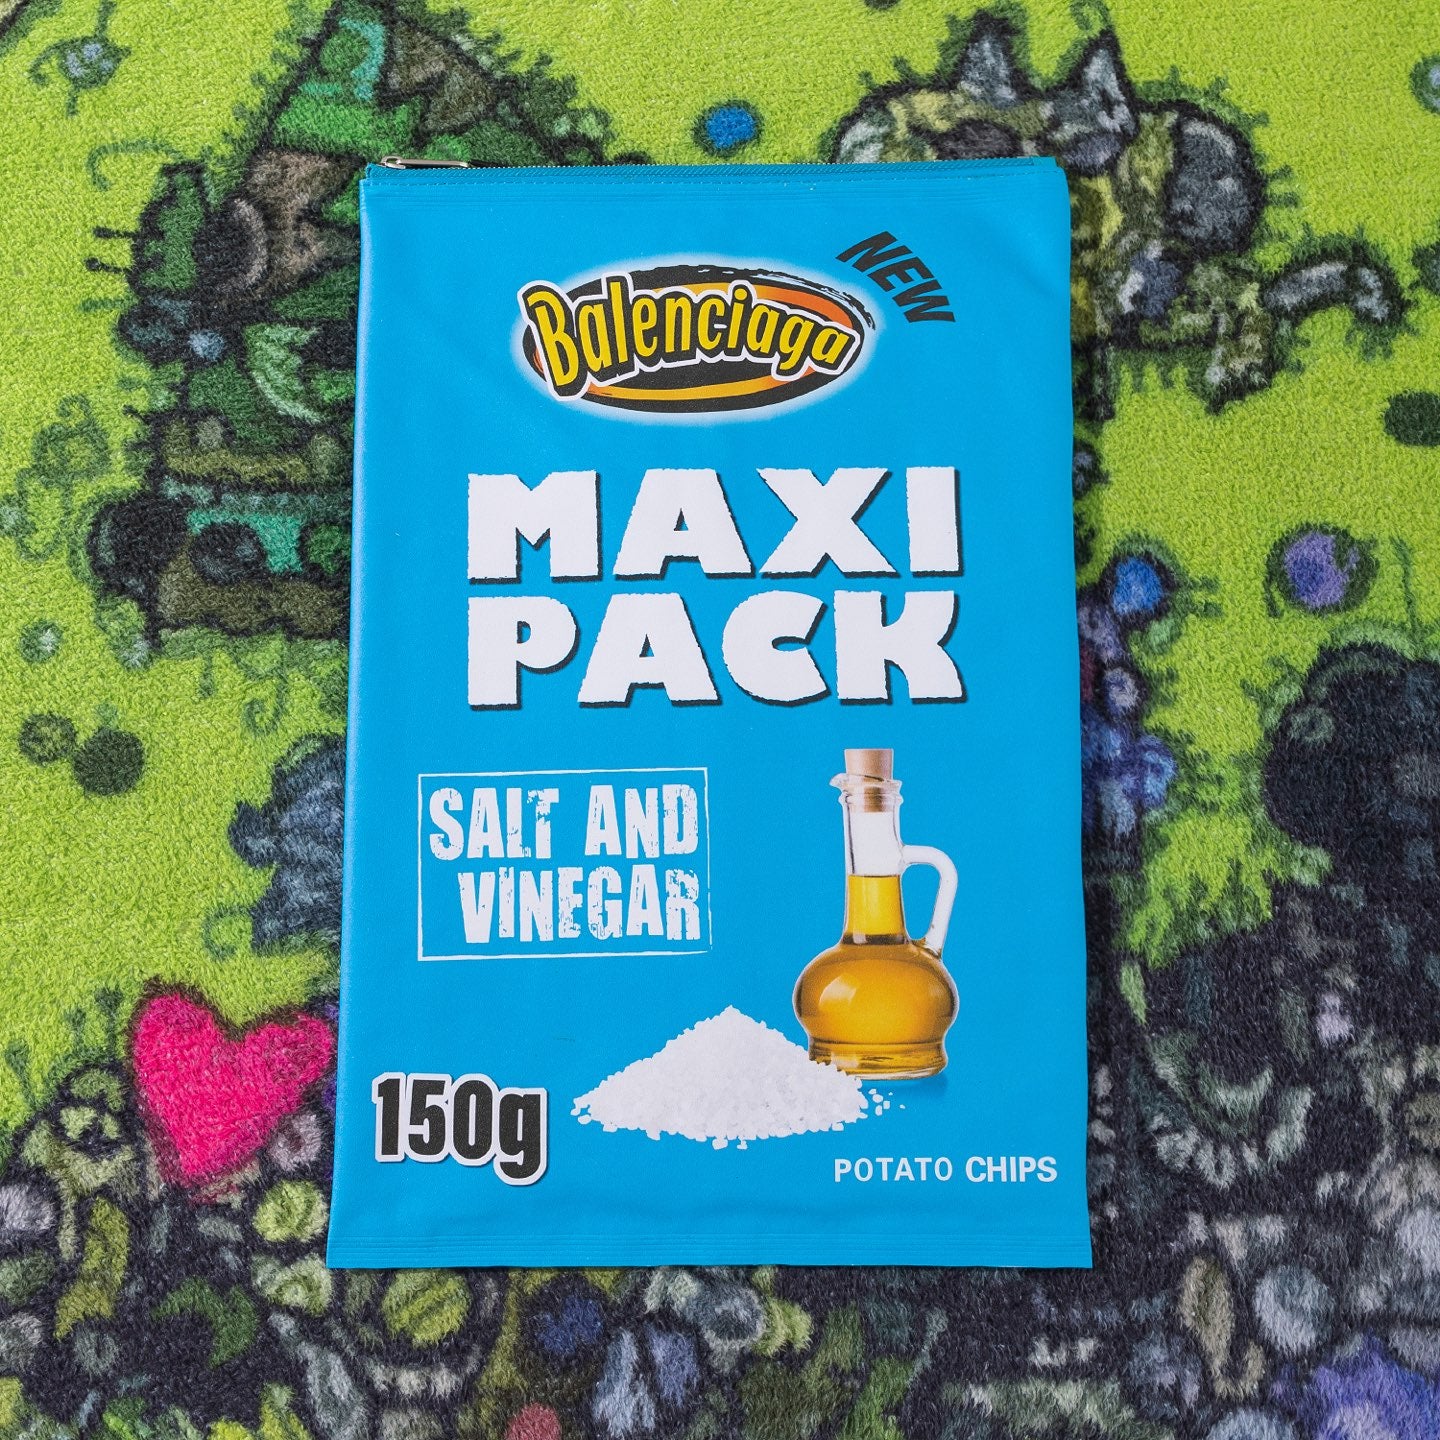 NEW
Balenciaga
MAXI
PACK
SALT AND
VINEGAR
150g
POTATO CHIPS